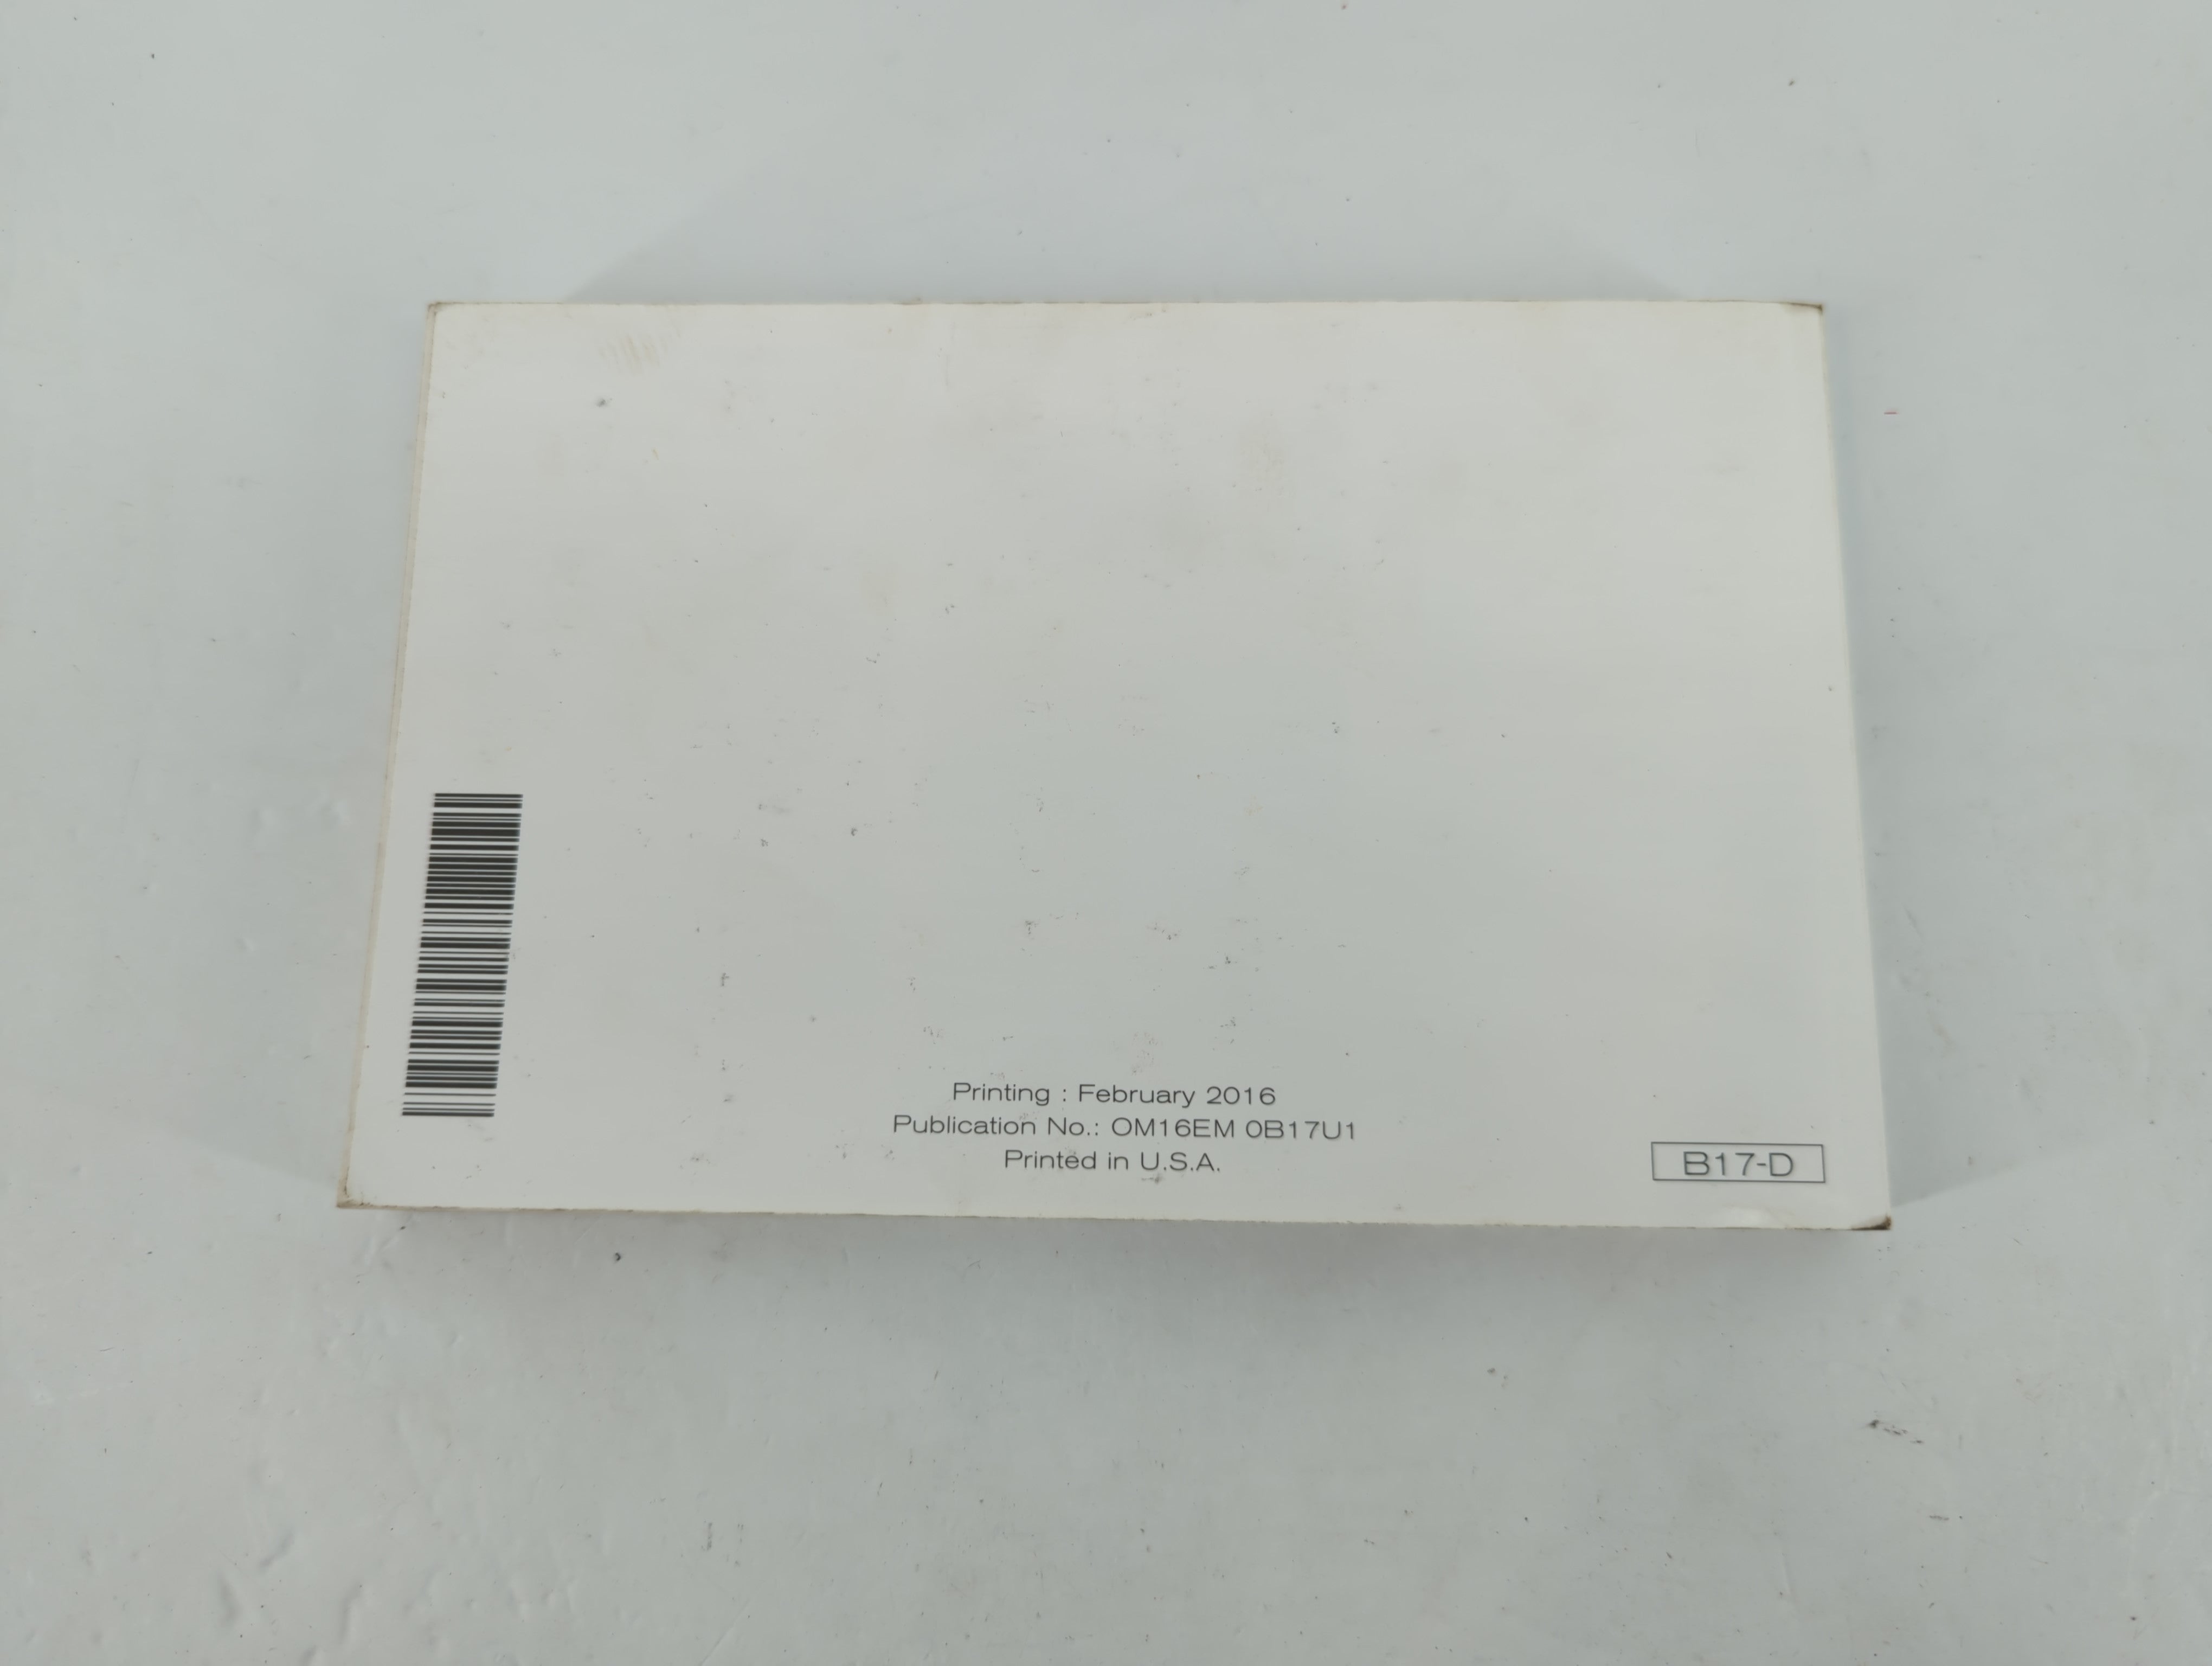 Printing : February 2016
Publication No.: OM16EM 0B17U1
Printed in U.S.A.
B17-D